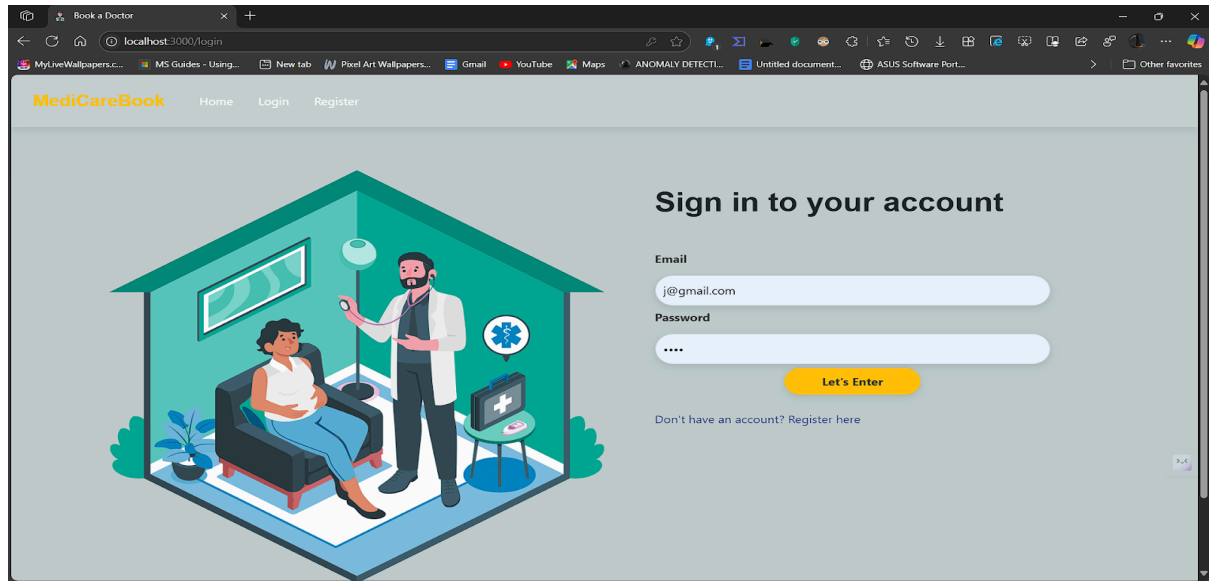 Book a Doctor
localhost:3000/login
MyLiveWallpapers.c... MS Guides - Using... New tab Pixel Art Wallpapers... Gmail YouTube Maps ANOMALY DETECTI... Untitled document... ASUS Software Port... Other favorites
MediCareBook Home Login Register
Sign in to your account
Email
j@gmail.com
Password
••••
Let's Enter
Don't have an account? Register here